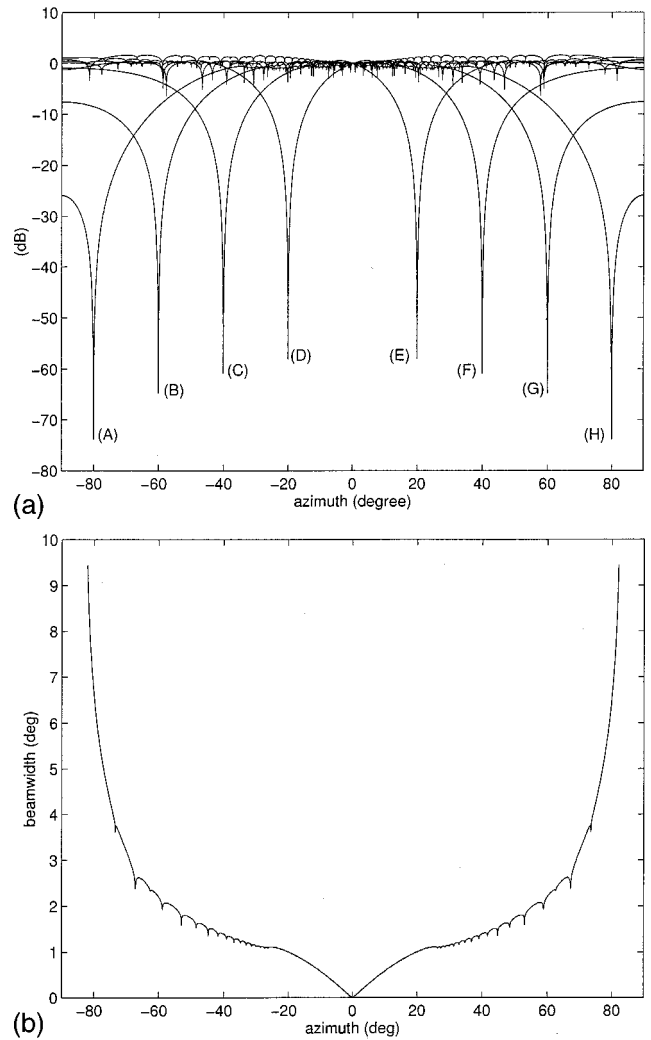 10
0
−10
−20
−30
−40
−50
−60
−70
−80
(dB)
(A)
(B)
(C)
(D)
(E)
(F)
(G)
(H)
−80 −60 −40 −20 0 20 40 60 80
azimuth (degree)
(a)
10
9
8
7
6
5
4
3
2
1
0
beamwidth (deg)
−80 −60 −40 −20 0 20 40 60 80
azimuth (deg)
(b)